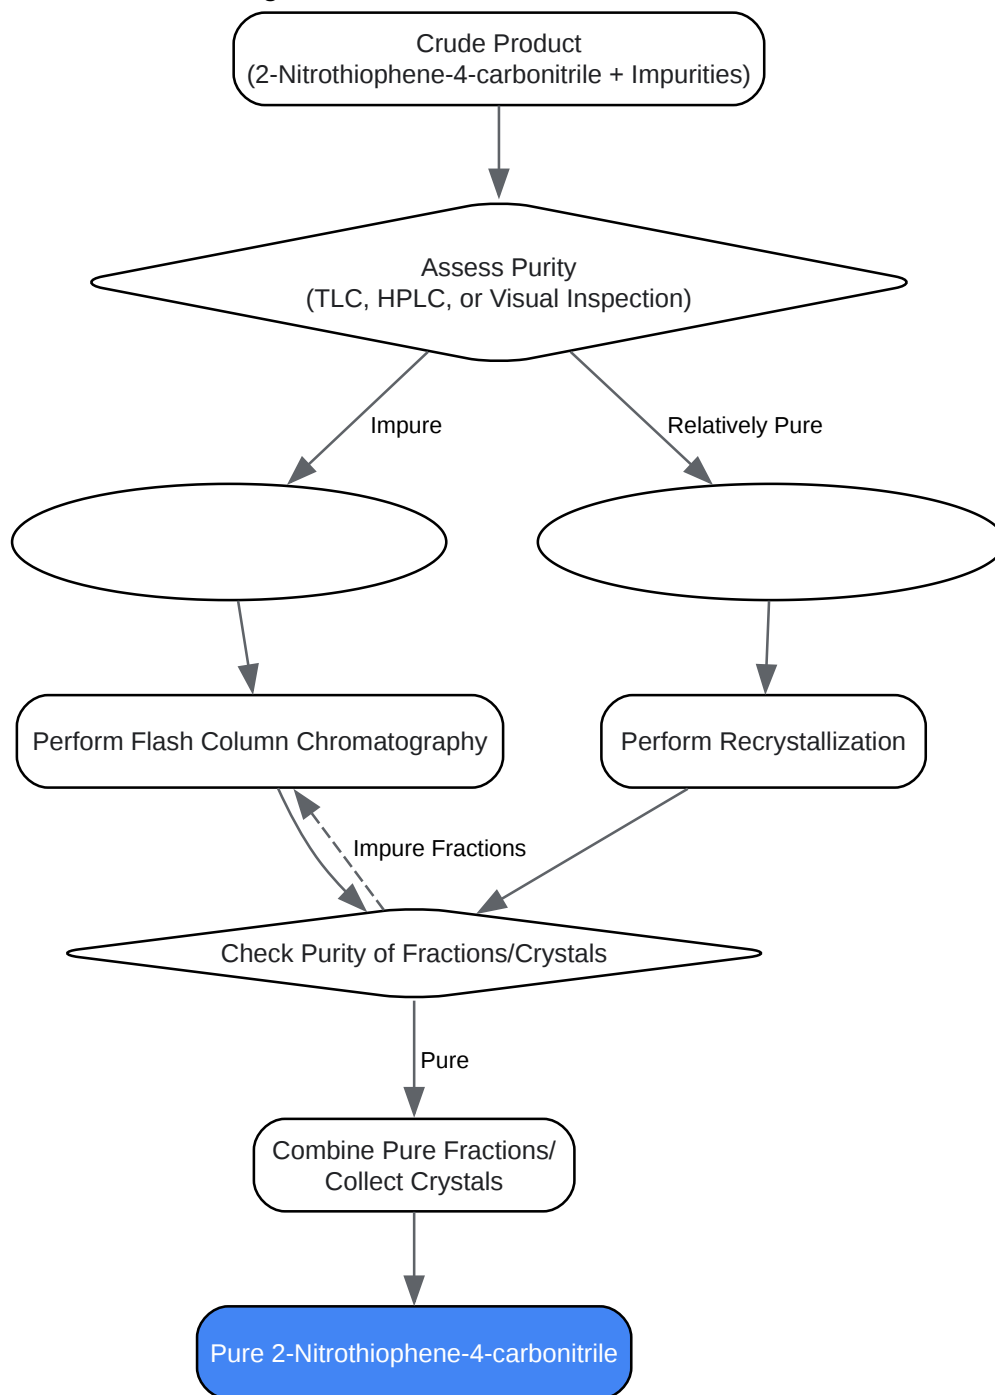 Crude Product
(2-Nitrothiophene-4-carbonitrile + Impurities)
Assess Purity
(TLC, HPLC, or Visual Inspection)
Impure
Relatively Pure
Perform Flash Column Chromatography
Perform Recrystallization
Impure Fractions
Check Purity of Fractions/Crystals
Pure
Combine Pure Fractions/
Collect Crystals
Pure 2-Nitrothiophene-4-carbonitrile